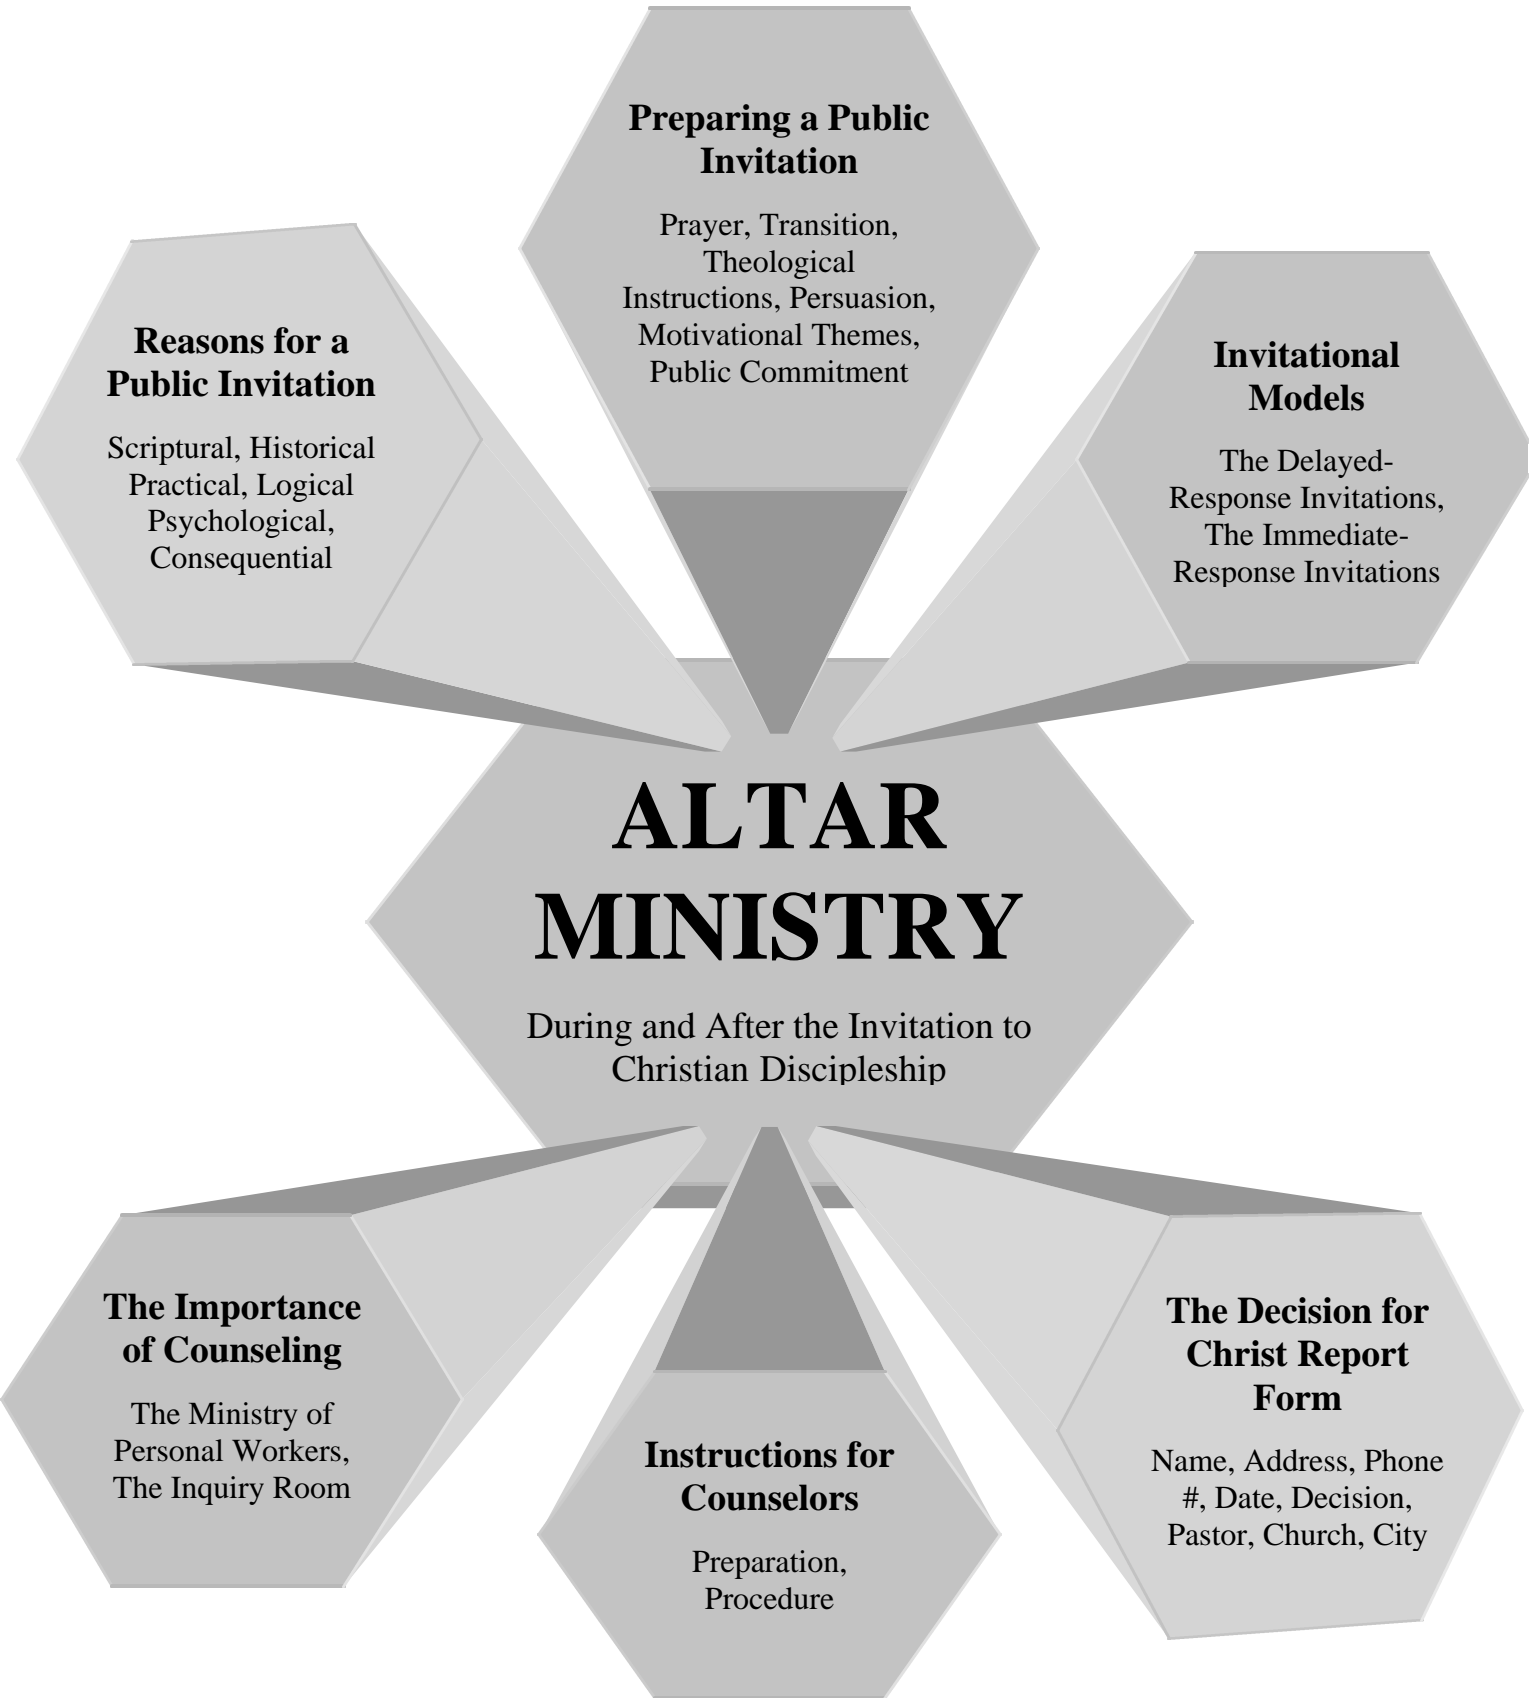 Preparing a Public
Invitation
Prayer, Transition,
Theological
Instructions, Persuasion,
Motivational Themes,
Public Commitment
Reasons for a
Public Invitation
Scriptural, Historical
Practical, Logical
Psychological,
Consequential
Invitational
Models
The Delayed-
Response Invitations,
The Immediate-
Response Invitations
ALTAR
MINISTRY
During and After the Invitation to
Christian Discipleship
The Importance
of Counseling
The Ministry of
Personal Workers,
The Inquiry Room
Instructions for
Counselors
Preparation,
Procedure
The Decision for
Christ Report
Form
Name, Address, Phone
#, Date, Decision,
Pastor, Church, City